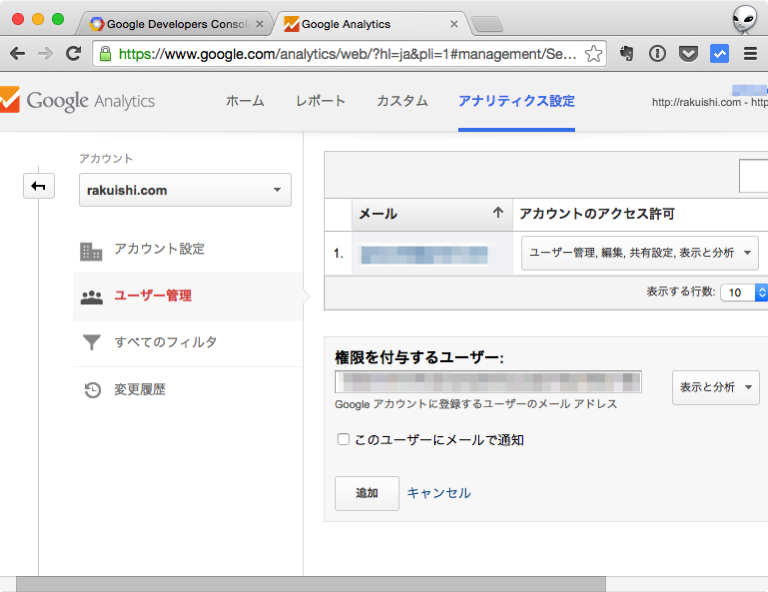 Google Developers Consol
Google Analytics
https://www.google.com/analytics/web/?hl=ja&pli=1#management/Se...
Google Analytics
ホーム
レポート
カスタム
アナリティクス設定
http://rakuishi.com - http
アカウント
rakuishi.com
アカウント設定
ユーザー管理
すべてのフィルタ
変更履歴
メール
アカウントのアクセス許可
1.
ユーザー管理, 編集, 共有設定, 表示と分析
表示する行数:
10
権限を付与するユーザー:
表示と分析
Google アカウントに登録するユーザーのメール アドレス
このユーザーにメールで通知
追加
キャンセル